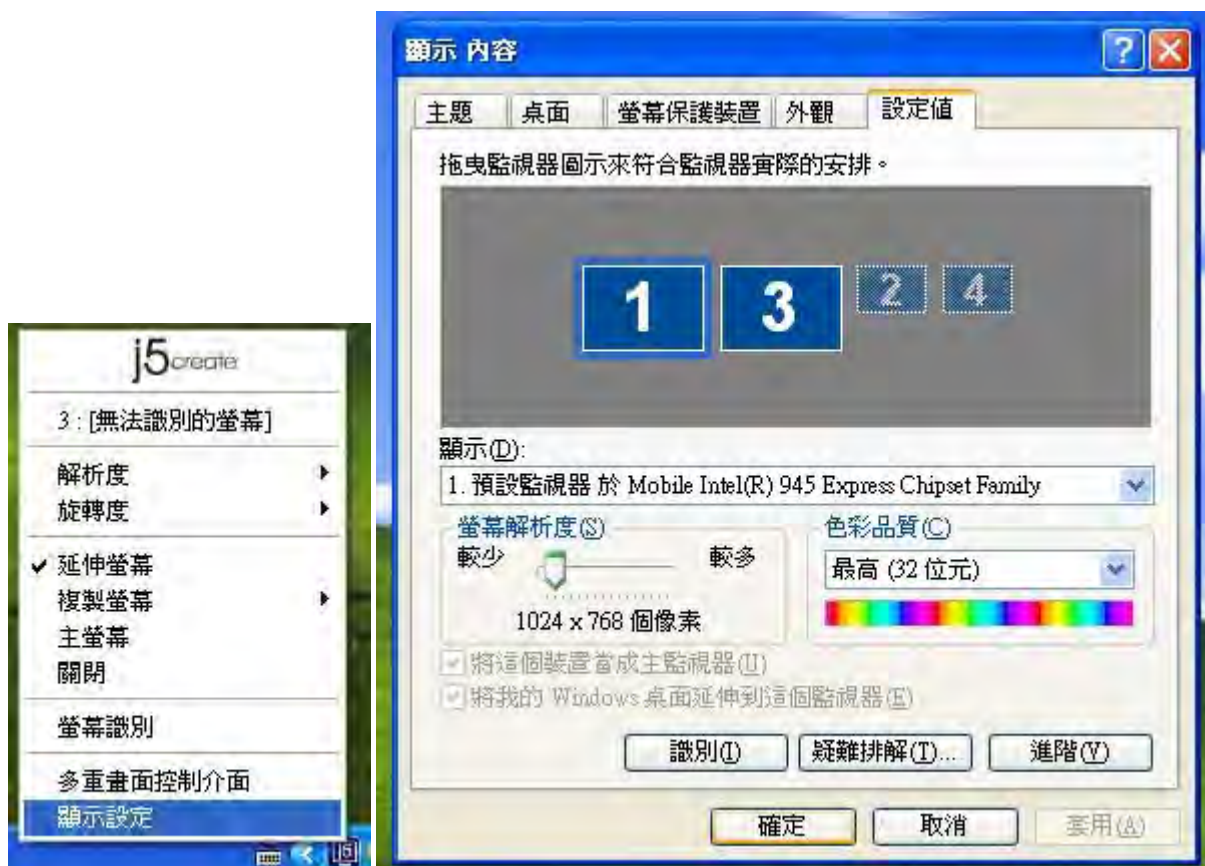 j5create
3 : [無法識別的螢幕]
解析度
旋轉度
延伸螢幕
複製螢幕
主螢幕
關閉
螢幕識別
多重畫面控制介面
顯示設定
j5
顯示 內容
主題 桌面 螢幕保護裝置 外觀 設定值
拖曳監視器圖示來符合監視器實際的安排。
1 3 2 4
顯示(D):
1. 預設監視器 於 Mobile Intel(R) 945 Express Chipset Family
螢幕解析度(S) 色彩品質(C)
較少 較多 最高 (32 位元)
1024 x 768 個像素
將這個裝置當成主監視器(U)
將我的 Windows 桌面延伸到這個監視器(E)
識別(I) 疑難排解(T)... 進階(V)
確定 取消 套用(A)